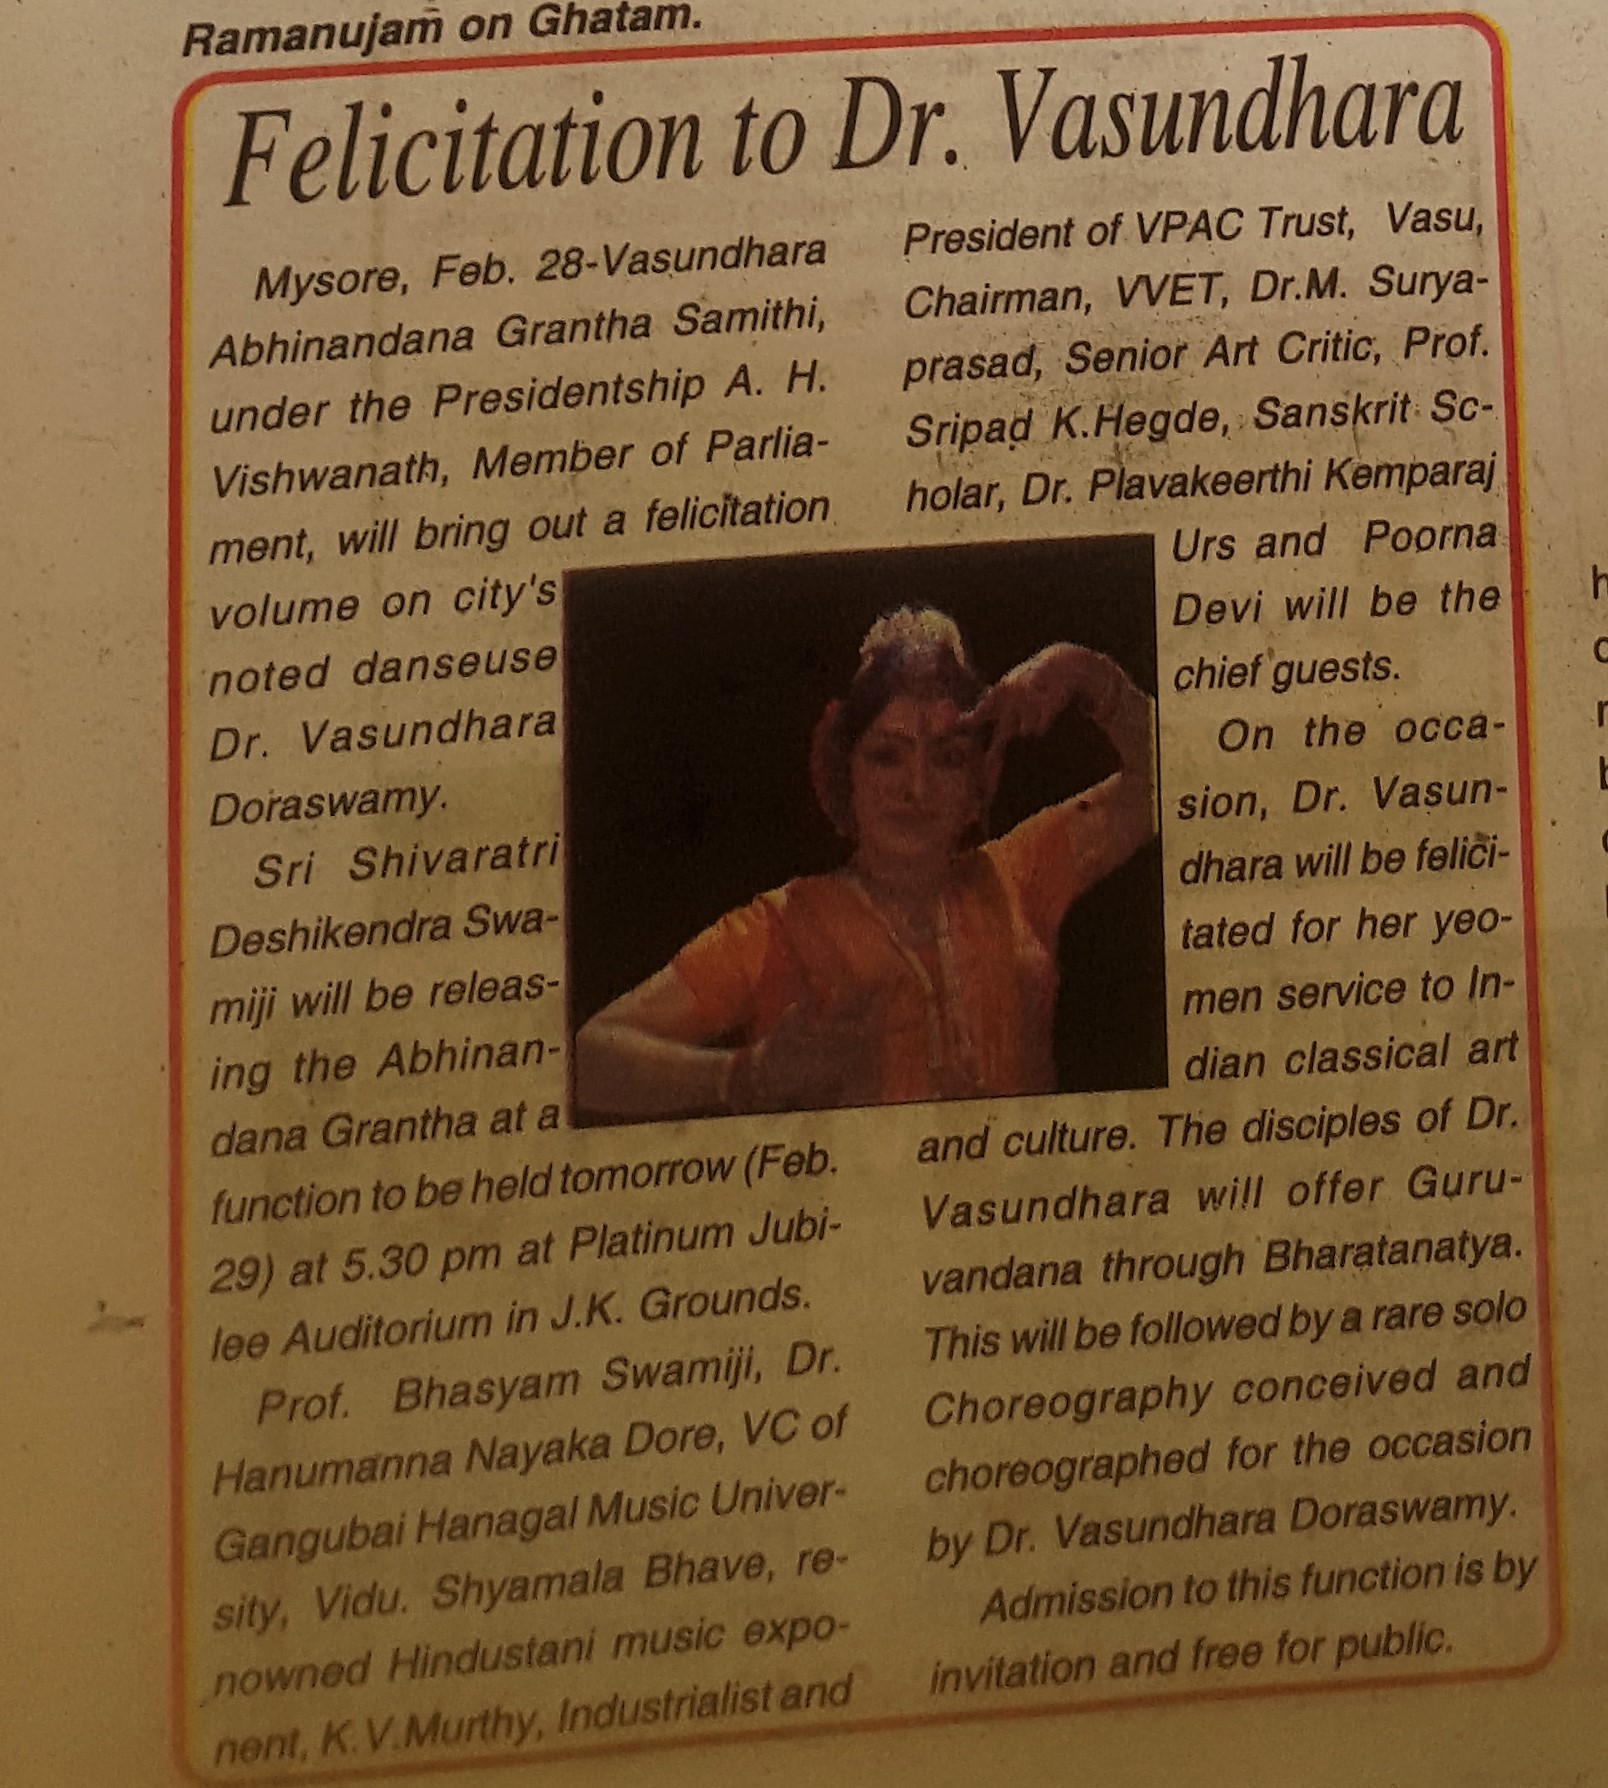 Ramanujam on Ghatam.
Felicitation to Dr. Vasundhara
Mysore, Feb. 28-Vasundhara
Abhinandana Grantha Samithi,
under the Presidentship A. H.
Vishwanath, Member of Parlia-
ment, will bring out a felicitation
volume on city's
noted danseuse
Dr. Vasundhara
Doraswamy.
Sri Shivaratri
Deshikendra Swa-
miji will be releas-
ing the Abhinan-
dana Grantha at a
function to be held tomorrow (Feb.
29) at 5.30 pm at Platinum Jubi-
lee Auditorium in J.K. Grounds.
Prof. Bhasyam Swamiji, Dr.
Hanumanna Nayaka Dore, VC of
Gangubai Hanagal Music Univer-
sity, Vidu. Shyamala Bhave, re-
nowned Hindustani music expo-
nent, K.V.Murthy, Industrialist and
President of VPAC Trust, Vasu,
Chairman, VVET, Dr.M. Surya-
prasad, Senior Art Critic, Prof.
Sripad K.Hegde, Sanskrit Sc-
holar, Dr. Plavakeerthi Kemparaj
Urs and Poorna
Devi will be the
chief guests.
On the occa-
sion, Dr. Vasun-
dhara will be felici-
tated for her yeo-
men service to In-
dian classical art
and culture. The disciples of Dr.
Vasundhara will offer Guru-
vandana through Bharatanatya.
This will be followed by a rare solo
Choreography conceived and
choreographed for the occasion
by Dr. Vasundhara Doraswamy.
Admission to this function is by
invitation and free for public.